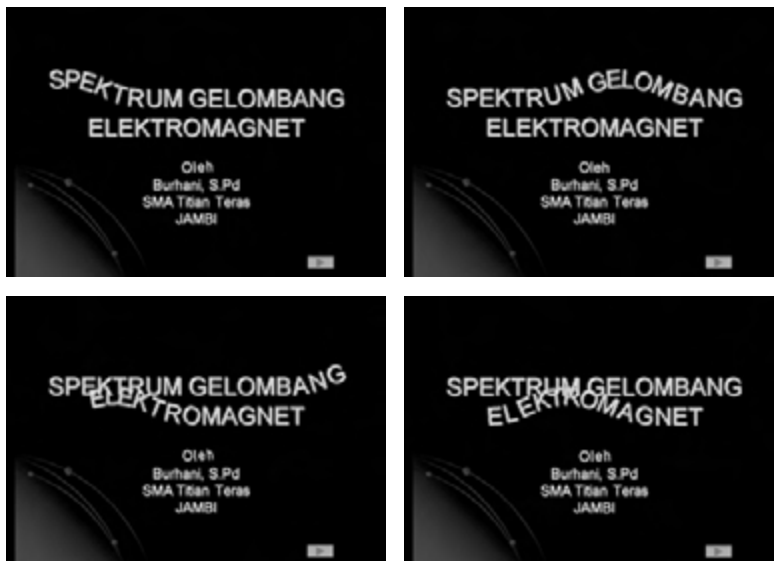 SPEKTRUM GELOMBANG
ELEKTROMAGNET
Oleh
Burhani, S.Pd
SMA Titian Teras
JAMBI
SPEKTRUM GELOMBANG
ELEKTROMAGNET
Oleh
Burhani, S.Pd
SMA Titian Teras
JAMBI
SPEKTRUM GELOMBANG
ELEKTROMAGNET
Oleh
Burhani, S.Pd
SMA Titian Teras
JAMBI
SPEKTRUM GELOMBANG
ELEKTROMAGNET
Oleh
Burhani, S.Pd
SMA Titian Teras
JAMBI